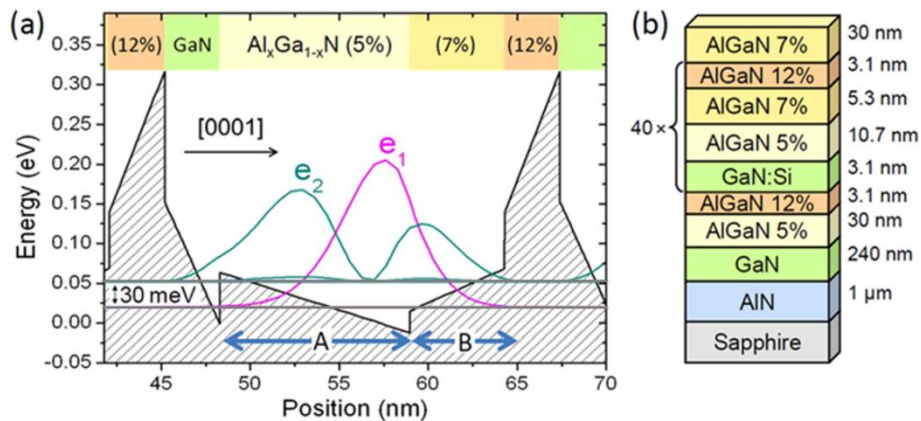 (a)
(12%) GaN AlxGa1-xN (5%) (7%) (12%)
0.35
0.30
0.25
0.20
0.15
0.10
0.05
0.00
-0.05
Energy (eV)
[0001]
e2
e1
30 meV
A
B
45 50 55 60 65 70
Position (nm)
(b)
AlGaN 7% 30 nm
AlGaN 12% 3.1 nm
AlGaN 7% 5.3 nm
40 ×
AlGaN 5% 10.7 nm
GaN:Si 3.1 nm
AlGaN 12% 3.1 nm
AlGaN 5% 30 nm
GaN 240 nm
AlN 1 µm
Sapphire